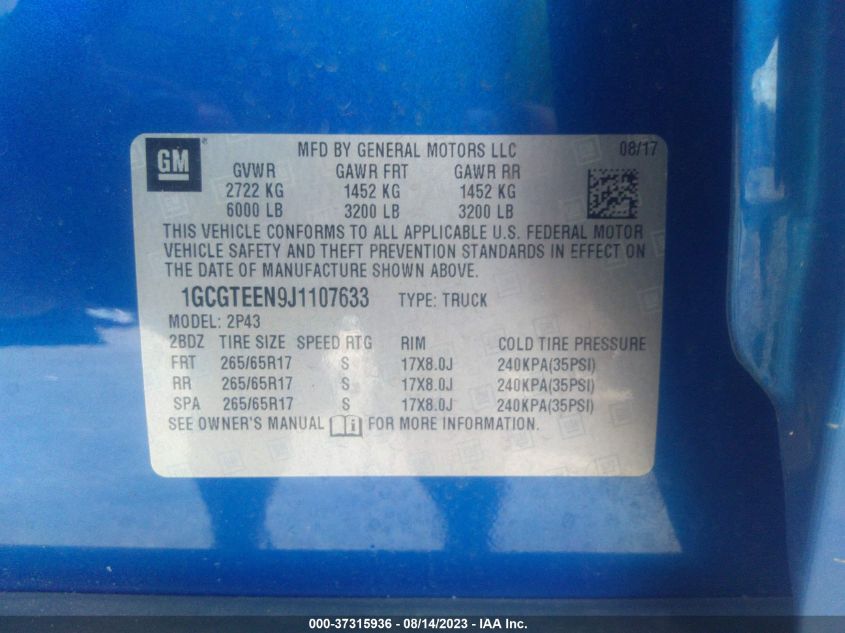 GM
MFD BY GENERAL MOTORS LLC 08/17
GVWR GAWR FRT GAWR RR
2722 KG 1452 KG 1452 KG
6000 LB 3200 LB 3200 LB
THIS VEHICLE CONFORMS TO ALL APPLICABLE U.S. FEDERAL MOTOR
VEHICLE SAFETY AND THEFT PREVENTION STANDARDS IN EFFECT ON
THE DATE OF MANUFACTURE SHOWN ABOVE.
1GCGTEEN9J1107633 TYPE: TRUCK
MODEL: 2P43
2BDZ TIRE SIZE SPEED RTG RIM COLD TIRE PRESSURE
FRT 265/65R17 S 17X8.0J 240KPA(35PSI)
RR 265/65R17 S 17X8.0J 240KPA(35PSI)
SPA 265/65R17 S 17X8.0J 240KPA(35PSI)
SEE OWNER'S MANUAL i FOR MORE INFORMATION.
000-37315936 - 08/14/2023 - IAA Inc.